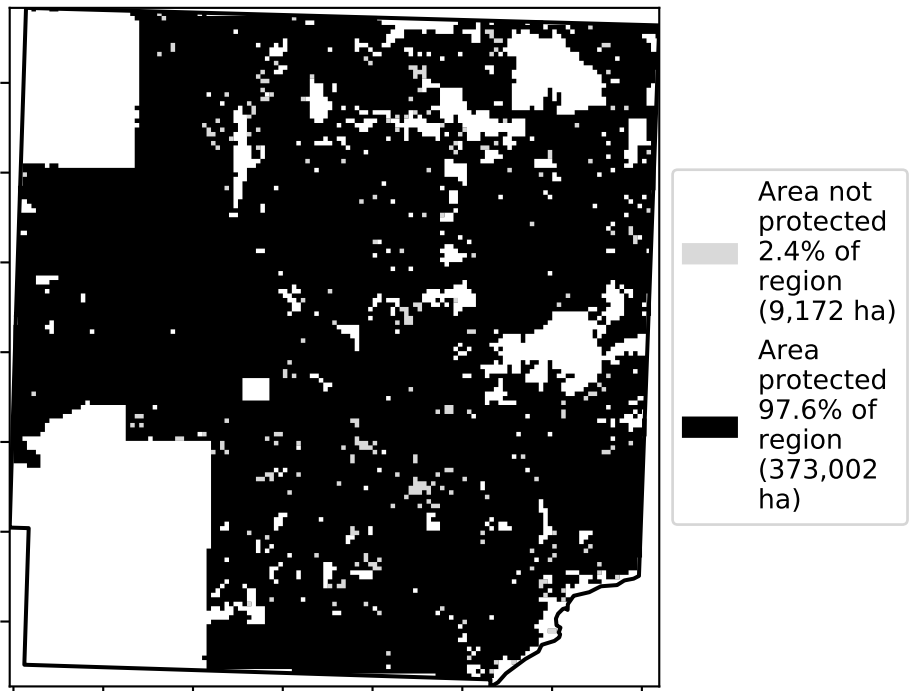 Area not
protected
2.4% of
region
(9,172 ha)
Area
protected
97.6% of
region
(373,002
ha)